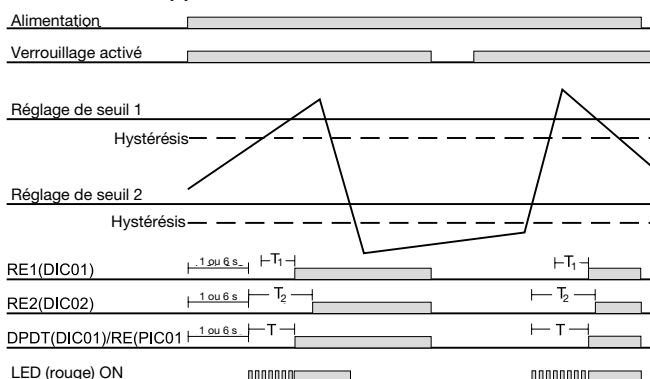 Alimentation
Verrouillage activé
Réglage de seuil 1
Hystérésis
Réglage de seuil 2
Hystérésis
RE1(DIC01) 1 ou 6 s T1
T1
RE2(DIC02) 1 ou 6 s T2
T2
DPDT(DIC01)/RE(PIC01 1 ou 6 s T
T
LED (rouge) ON